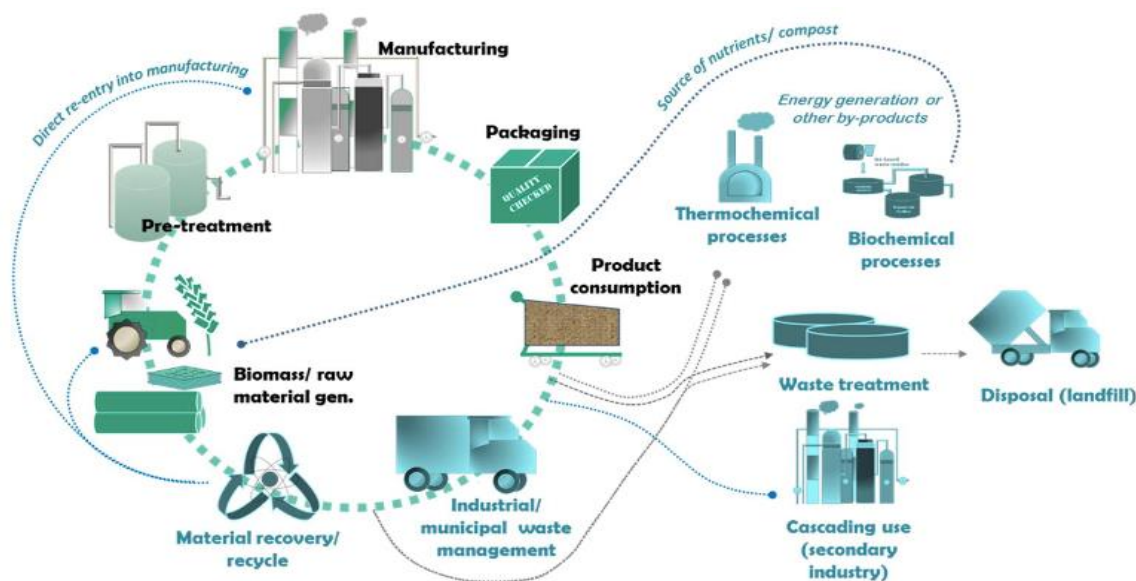 Manufacturing
Direct re-entry into manufacturing
Source of nutrients/ compost
Energy generation or
other by-products
Packaging
QUALITY
CHECKED
Pre-treatment
Thermochemical
processes
Biochemical
processes
Product
consumption
Biomass/ raw
material gen.
Waste treatment
Disposal (landfill)
Industrial/
municipal waste
management
Material recovery/
recycle
Cascading use
(secondary
industry)